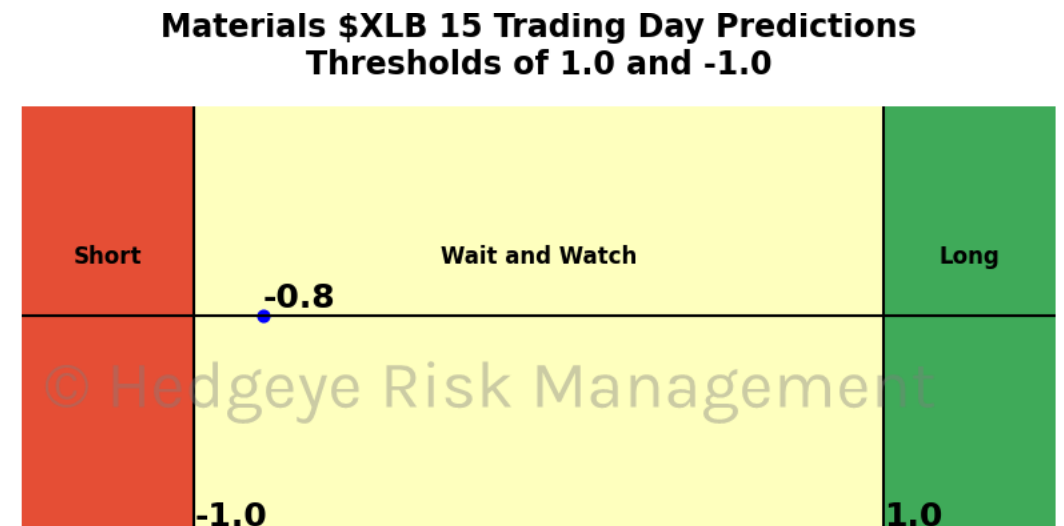 Materials $XLB 15 Trading Day Predictions
Thresholds of 1.0 and -1.0
Short
Wait and Watch
Long
-0.8
© Hedgeye Risk Management
-1.0
1.0